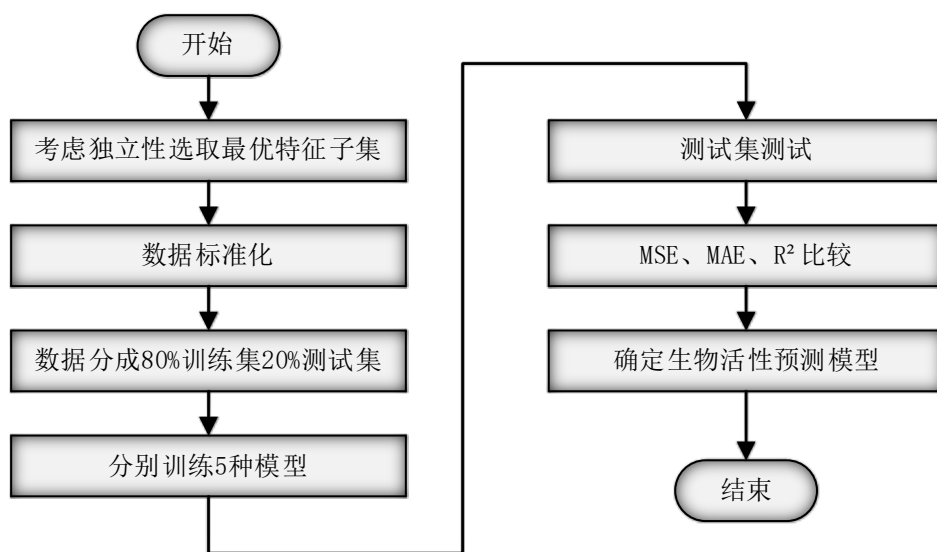 开始
考虑独立性选取最优特征子集
数据标准化
数据分成80%训练集20%测试集
分别训练5种模型
测试集测试
MSE、MAE、R²比较
确定生物活性预测模型
结束